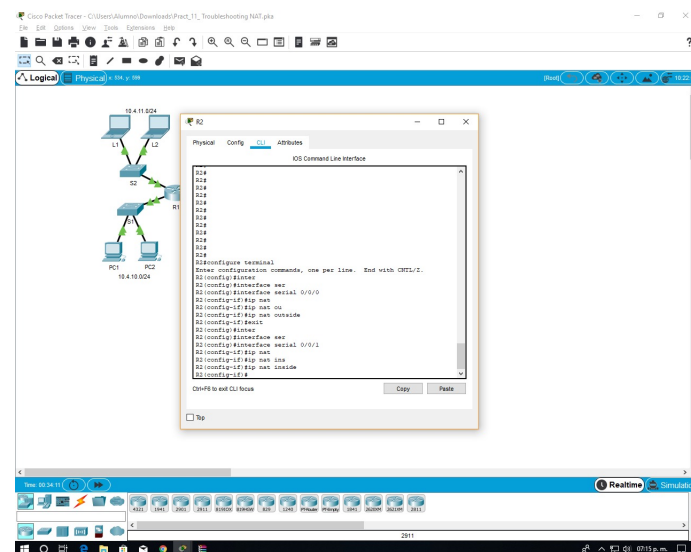 Cisco Packet Tracer - C:\Users\Alumno\Downloads\Pract_11_ Troubleshooting NAT.pka
File Edit Options View Tools Extensions Help
Logical Physical x: 534, y: 599 [Root] 10:22:
10.4.11.0/24
L1 L2
S2
R1
S1
PC1 PC2
10.4.10.0/24
R2
Physical Config CLI Attributes
IOS Command Line Interface
R2#
R2#
R2#
R2#
R2#
R2#
R2#
R2#
R2#
R2#
R2#
R2#configure terminal
Enter configuration commands, one per line. End with CNTL/Z.
R2(config)#inter
R2(config)#interface ser
R2(config)#interface serial 0/0/0
R2(config-if)#ip nat
R2(config-if)#ip nat ou
R2(config-if)#ip nat outside
R2(config-if)#exit
R2(config)#inter
R2(config)#interface ser
R2(config)#interface serial 0/0/1
R2(config-if)#ip nat
R2(config-if)#ip nat ins
R2(config-if)#ip nat inside
R2(config-if)#
Ctrl+F6 to exit CLI focus Copy Paste
Top
Time: 00:34:11 Realtime Simulati
4321 1941 2901 2911 819IOX 819HGW 829 1240 PT-Router PT-Empty 1841 2620XM 2621XM 2811
2911
07:15 p. m.